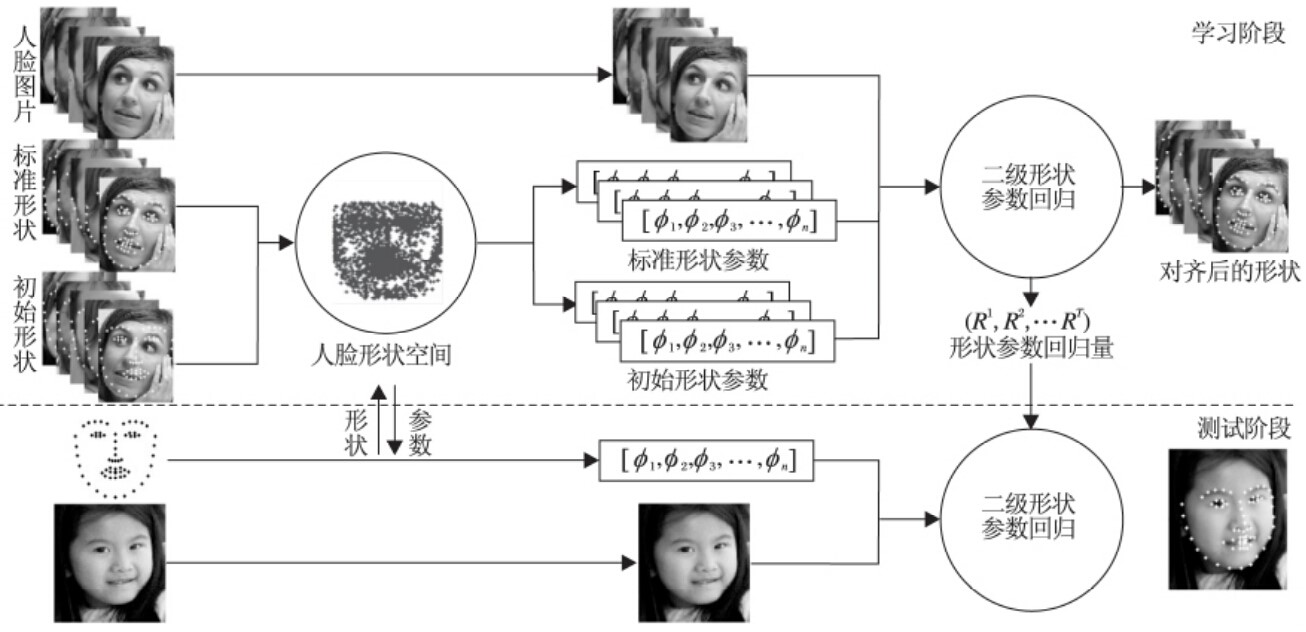 人脸图片
学习阶段
标准形状
[ϕ₁,ϕ₂,ϕ₃,⋯,ϕₙ]
标准形状参数
二级形状
参数回归
对齐后的形状
初始形状
人脸形状空间
[ϕ₁,ϕ₂,ϕ₃,⋯,ϕₙ]
初始形状参数
(R¹,R²,⋯Rᵀ)
形状参数回归量
形状
参数
测试阶段
[ϕ₁,ϕ₂,ϕ₃,⋯,ϕₙ]
二级形状
参数回归